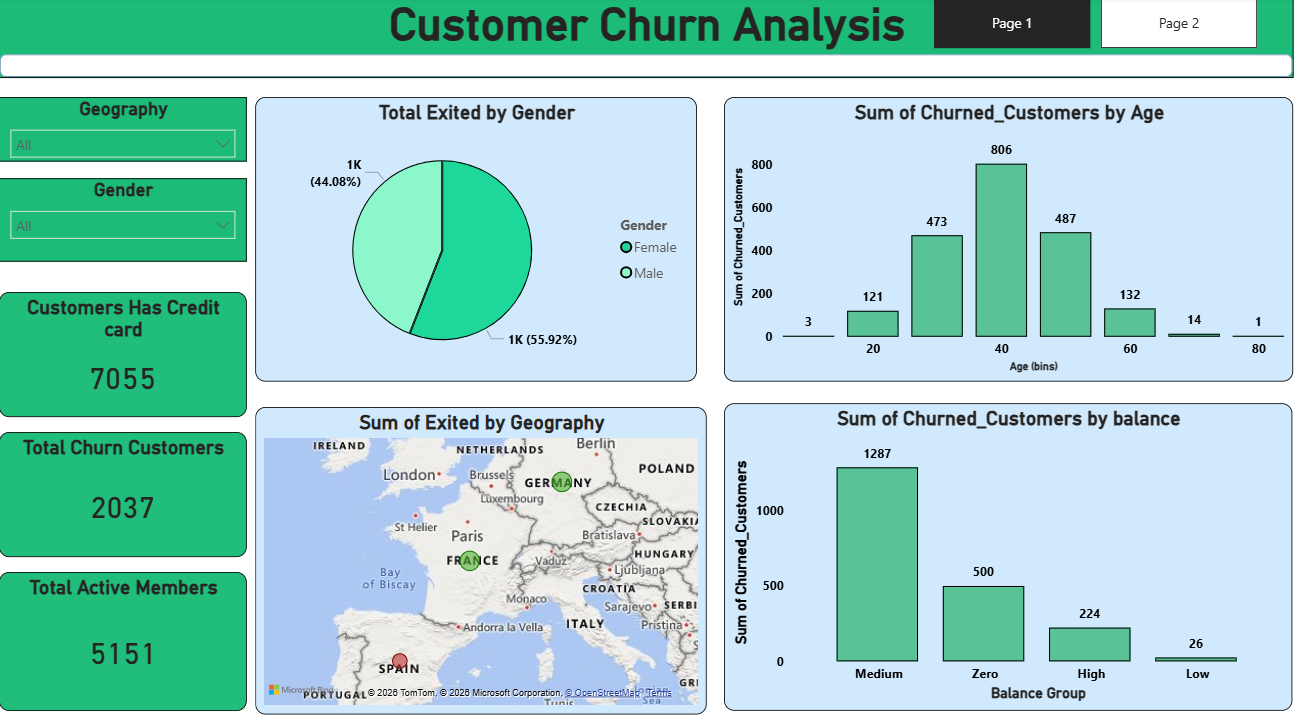 Customer Churn Analysis
Page 1
Page 2
Geography
All
Gender
All
Customers Has Credit
card
7055
Total Churn Customers
2037
Total Active Members
5151
Total Exited by Gender
1K
(44.08%)
1K (55.92%)
Gender
Female
Male
Sum of Churned_Customers by Age
Sum of Churned_Customers
800
600
400
200
0
3
121
473
806
487
132
14
1
20
40
60
80
Age (bins)
Sum of Exited by Geography
IRELAND
NETHERLANDS
Berlin
London
Brussels
POLAND
GERMANY
Luxembourg
CZECHIA
St Helier
Paris
SLOVAKIA
Bratislava
FRANCE
Vaduz
HUNGARY
Bay
of Biscay
Ljubljana
CROATIA
Monaco
Sarajevo
SERBI
Andorra la Vella
ITALY
Pristina
SPAIN
GR
Microsoft Bing
PORTUGAL
© 2026 TomTom, © 2026 Microsoft Corporation, © OpenStreetMap Terms
Tunis
Sea
Sum of Churned_Customers by balance
Sum of Churned_Customers
1000
500
0
1287
500
224
26
Medium
Zero
High
Low
Balance Group